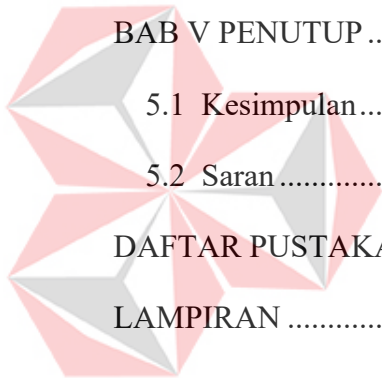 BAB V PENUTUP ..
5.1 Kesimpulan....
5.2 Saran .............
DAFTAR PUSTAKA
LAMPIRAN ............